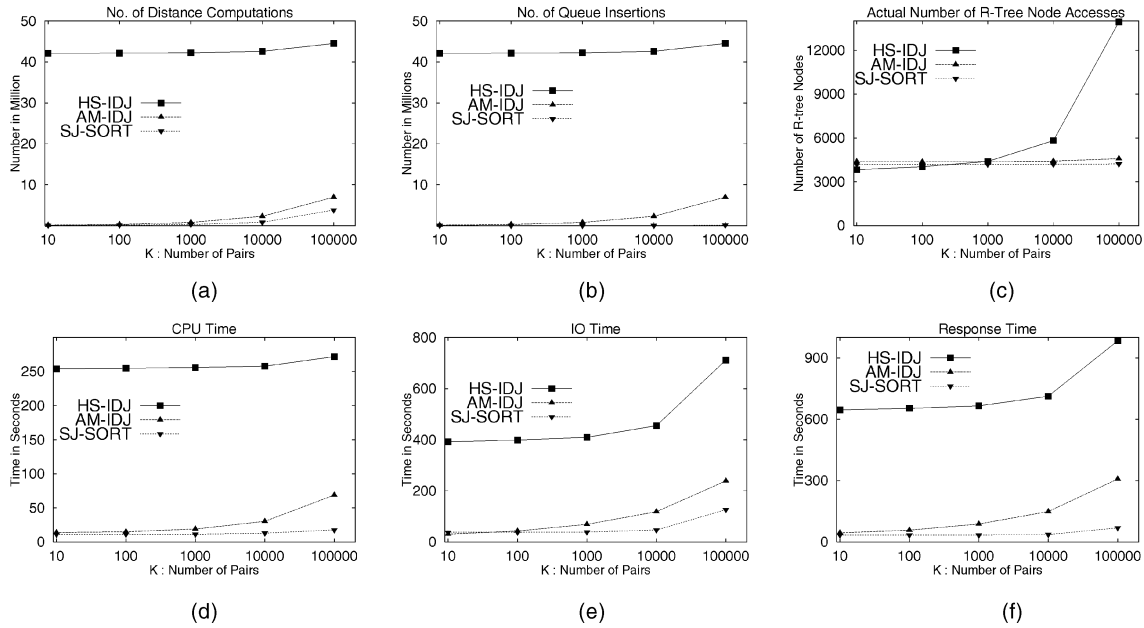 No. of Distance Computations
Number in Million
50
40
30
20
10
HS-IDJ
AM-IDJ
SJ-SORT
10 100 1000 10000 100000
K : Number of Pairs
(a)
No. of Queue Insertions
Number in Millions
50
40
30
20
10
HS-IDJ
AM-IDJ
SJ-SORT
10 100 1000 10000 100000
K : Number of Pairs
(b)
Actual Number of R-Tree Node Accesses
Number of R-tree Nodes
12000
9000
6000
3000
0
HS-IDJ
AM-IDJ
SJ-SORT
10 100 1000 10000 100000
K : Number of Pairs
(c)
CPU Time
Time in Seconds
250
200
150
100
50
0
HS-IDJ
AM-IDJ
SJ-SORT
10 100 1000 10000 100000
K : Number of Pairs
(d)
IO Time
Time in Seconds
800
600
400
200
0
HS-IDJ
AM-IDJ
SJ-SORT
10 100 1000 10000 100000
K : Number of Pairs
(e)
Response Time
Time in Seconds
900
600
300
0
HS-IDJ
AM-IDJ
SJ-SORT
10 100 1000 10000 100000
K : Number of Pairs
(f)